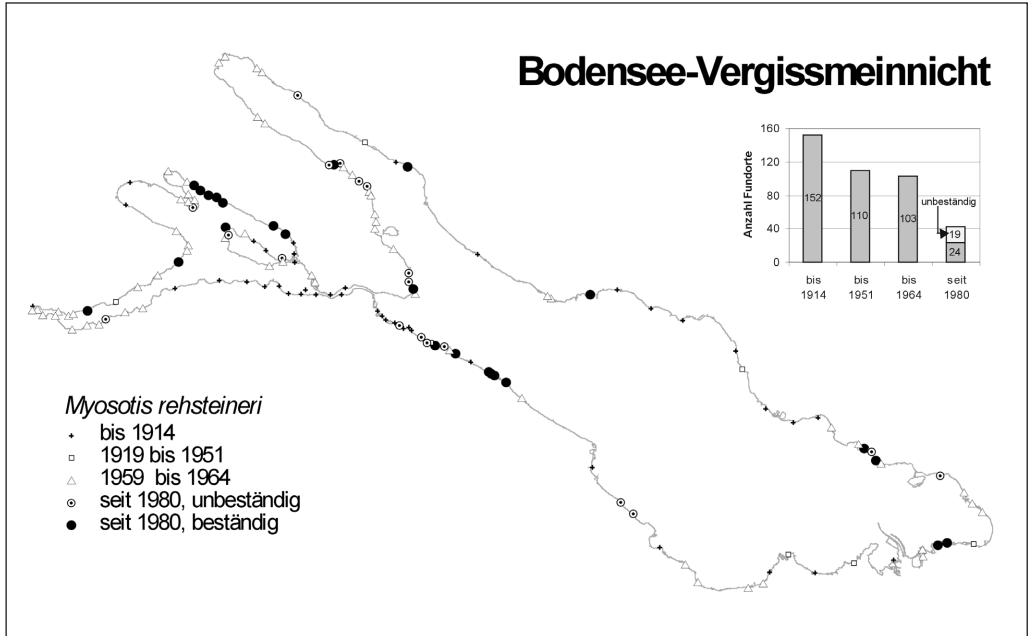 Bodensee-Vergissmeinnicht
160
120
80
40
0
Anzahl Fundorte
152
110
103
unbeständig
19
24
bis bis bis seit
1914 1951 1964 1980
Myosotis rehsteineri
bis 1914
1919 bis 1951
1959 bis 1964
seit 1980, unbeständig
seit 1980, beständig